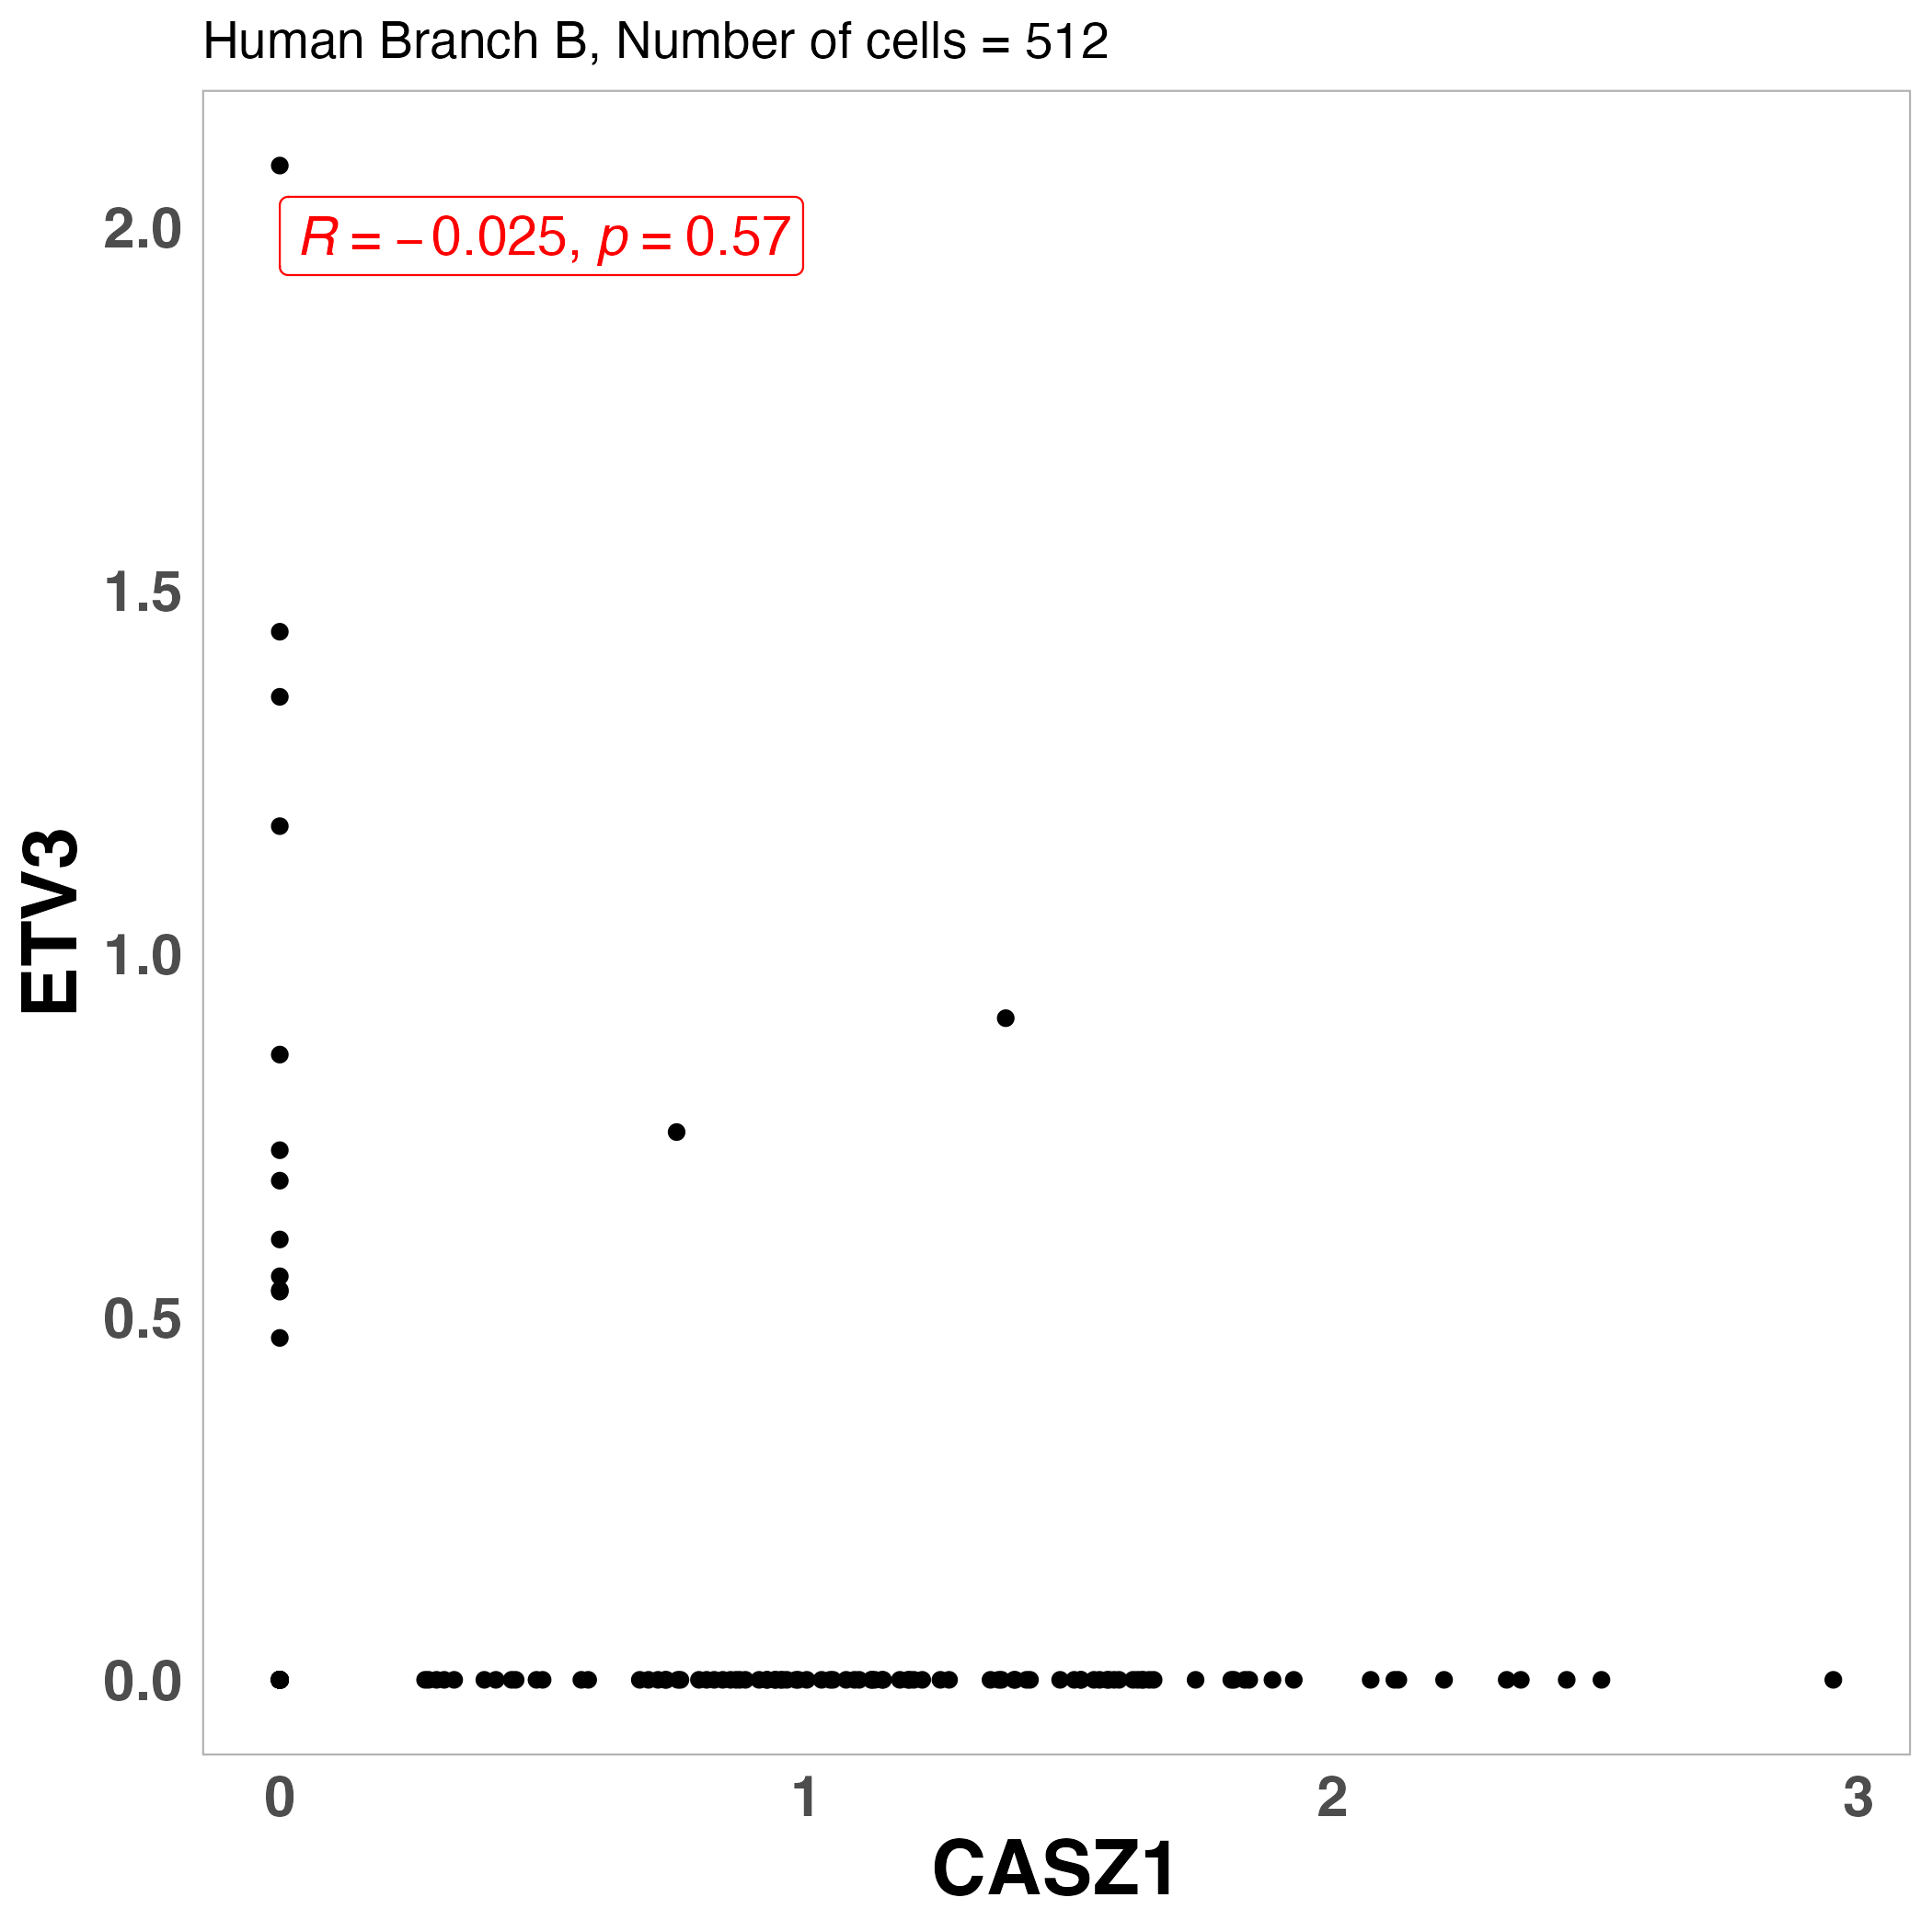 Human Branch B, Number of cells = 512
R = −0.025, p = 0.57
2.0
1.5
1.0
0.5
0.0
ETV3
0 1 2 3
CASZ1